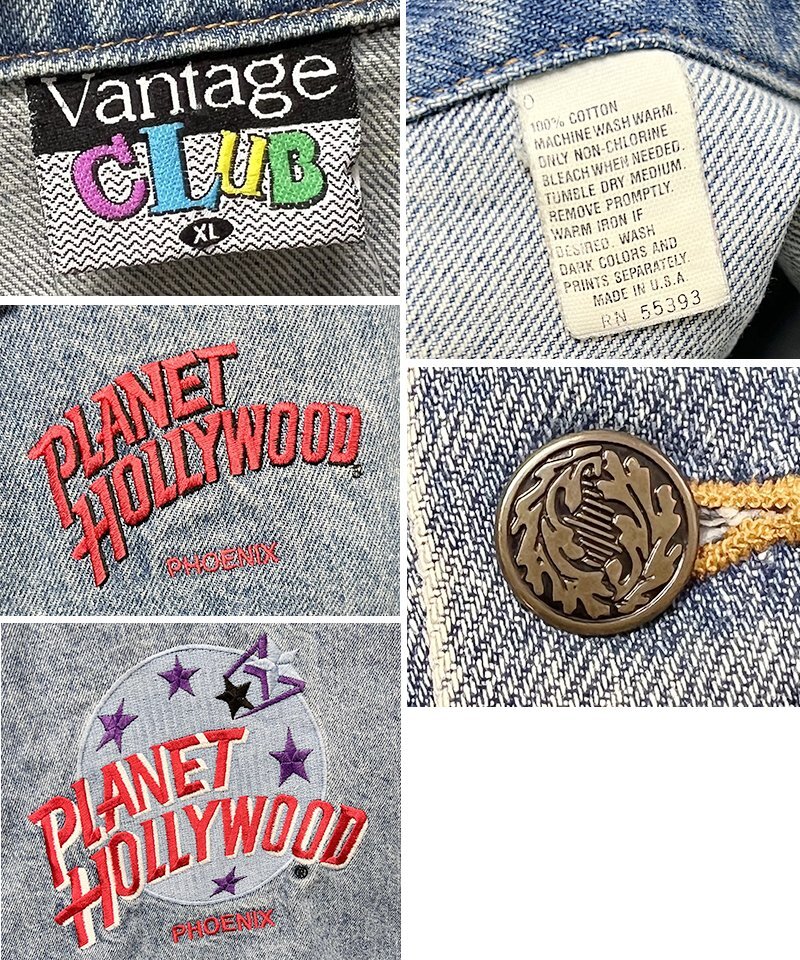 Vantage
CLUB
XL
100% COTTON
MACHINE WASH WARM.
ONLY NON-CHLORINE
BLEACH WHEN NEEDED.
TUMBLE DRY MEDIUM.
REMOVE PROMPTLY.
WARM IRON IF
DESIRED. WASH
DARK COLORS AND
PRINTS SEPARATELY.
MADE IN U.S.A.
RN 55393
PLANET
HOLLYWOOD
PHOENIX
PLANET
HOLLYWOOD®
PHOENIX